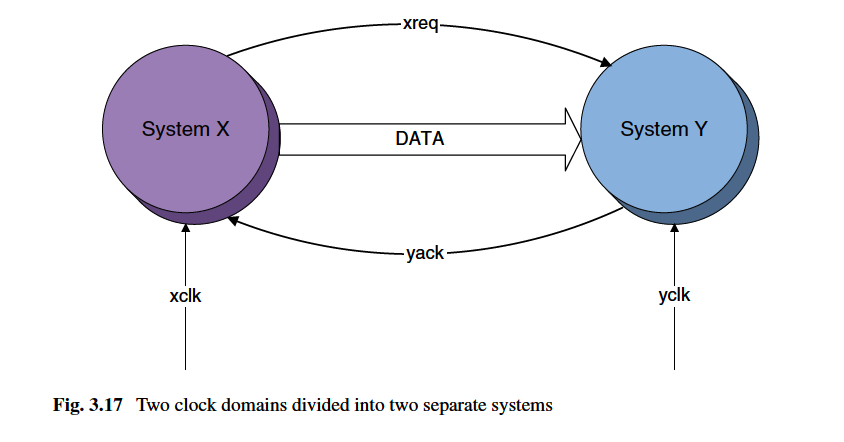 xreq
System X
DATA
System Y
yack
xclk
yclk
Fig. 3.17 Two clock domains divided into two separate systems